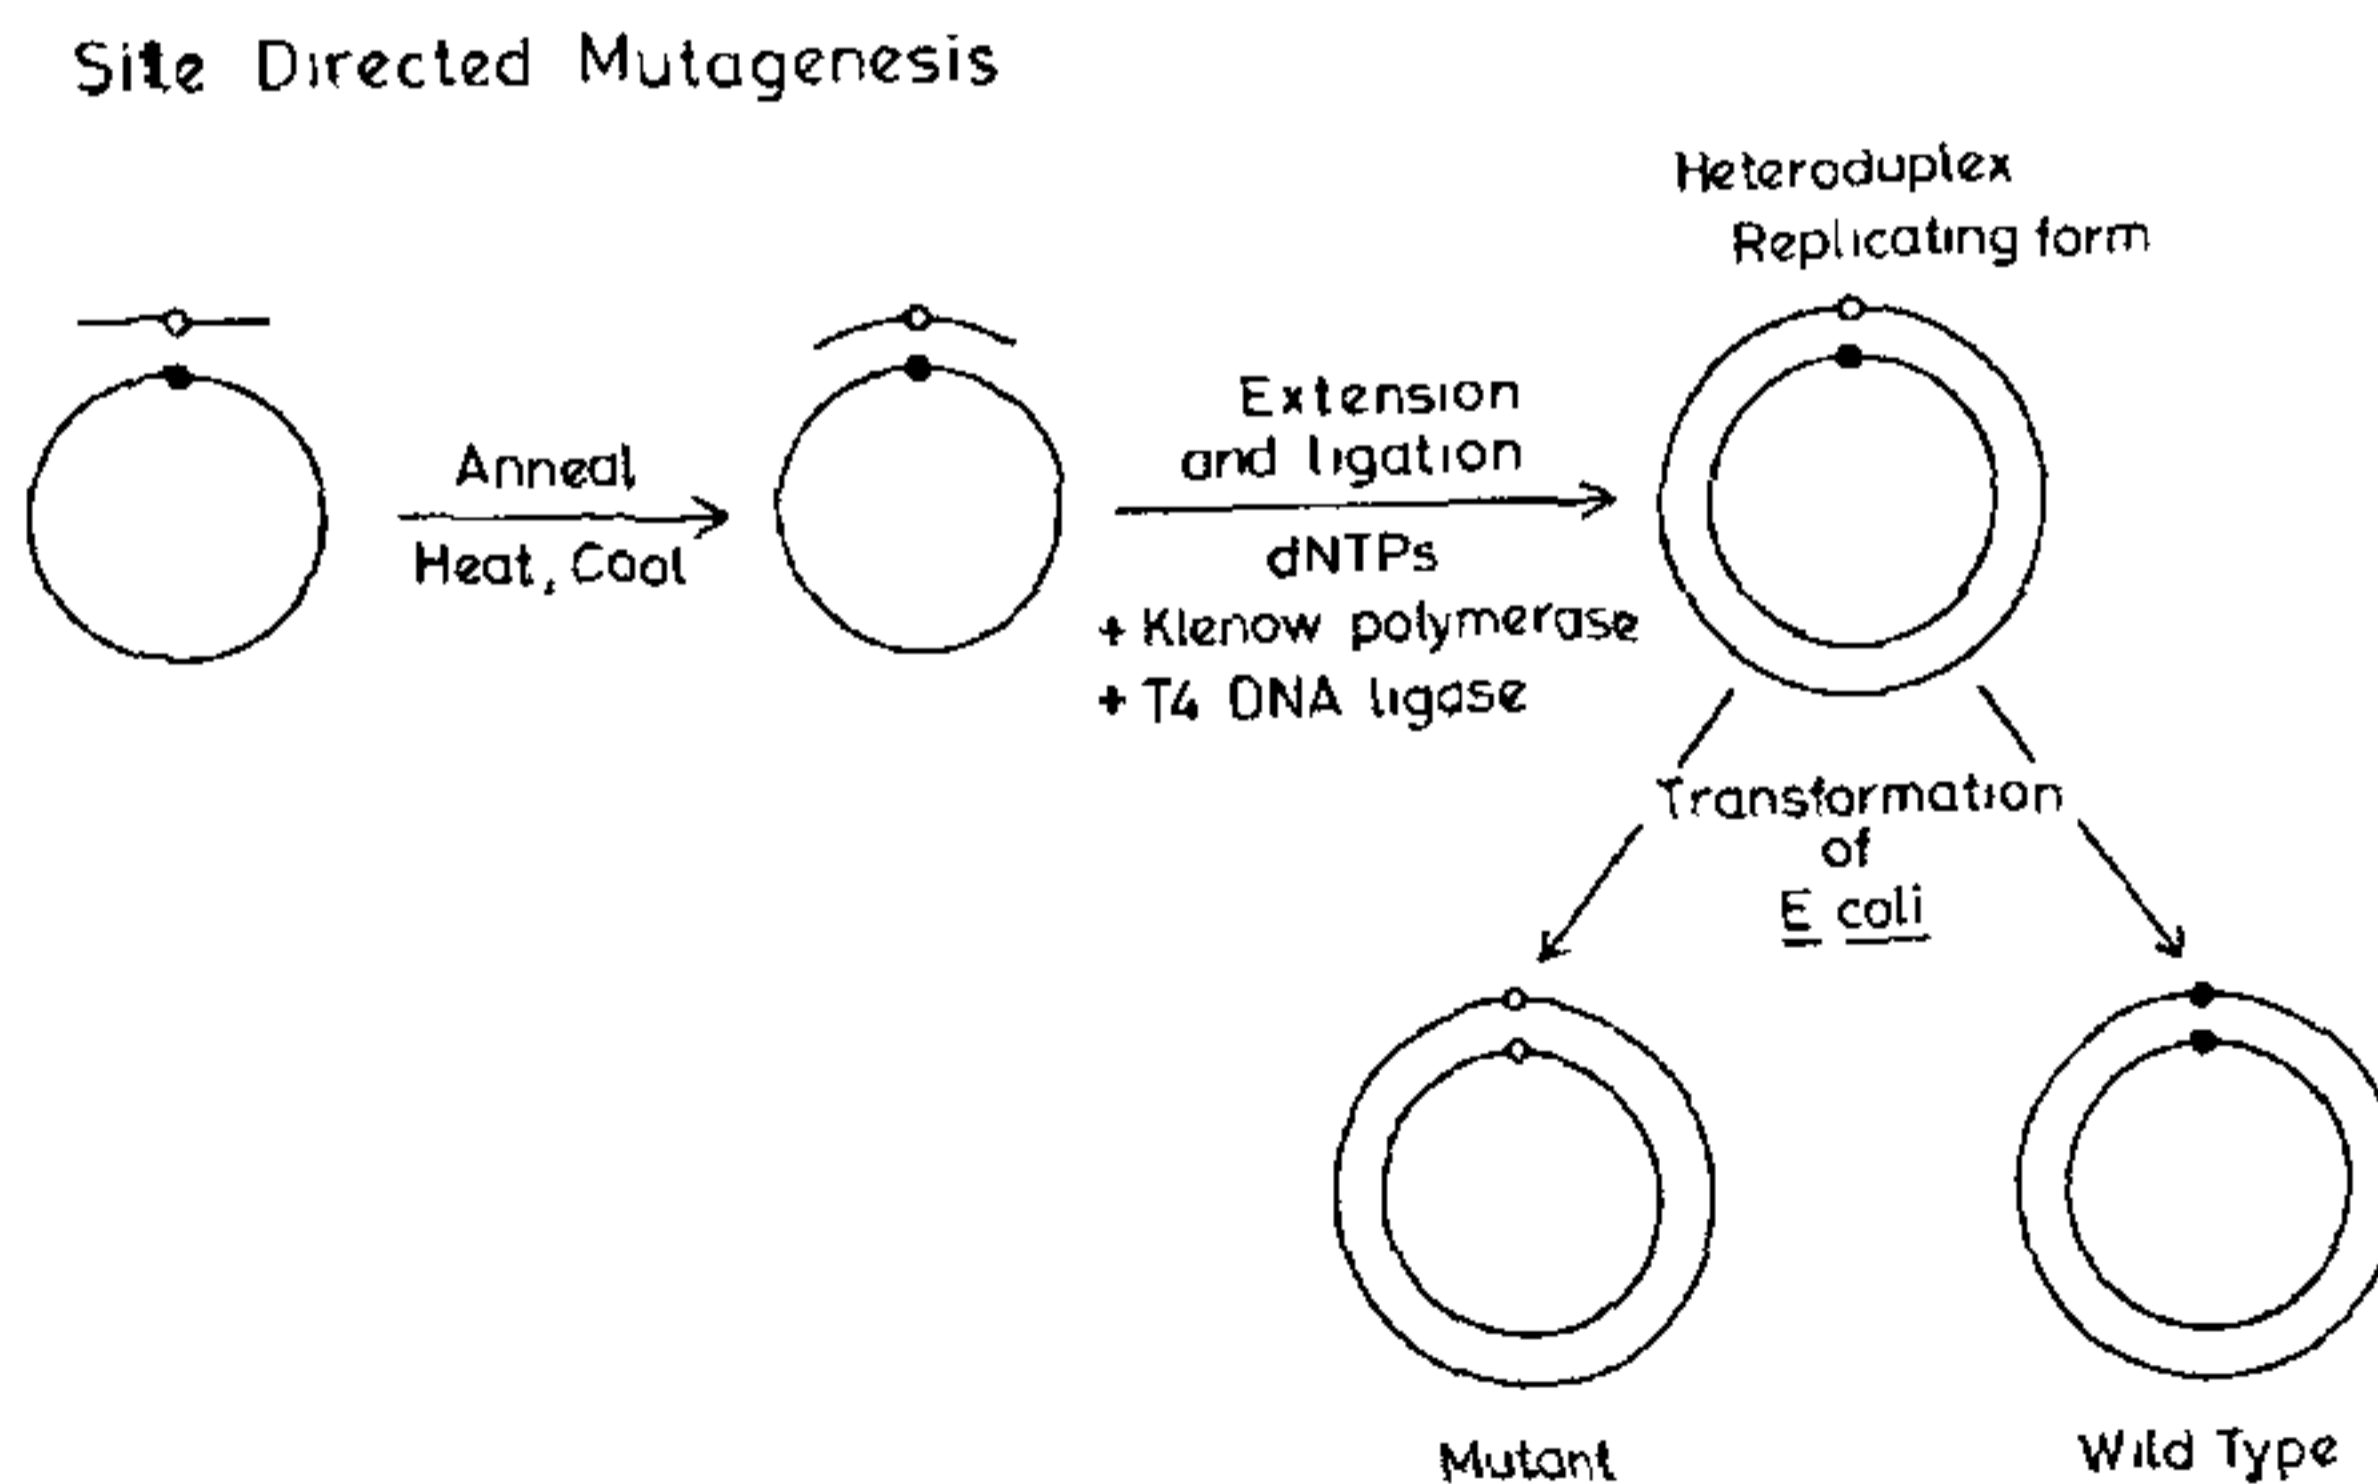 Site Directed Mutagenesis
Heteroduplex
Replicating form
Anneal
Heat, Cool
Extension
and ligation
dNTPs
+ Klenow polymerase
+ T4 DNA ligase
Transformation
of
E coli
Mutant
Wild Type